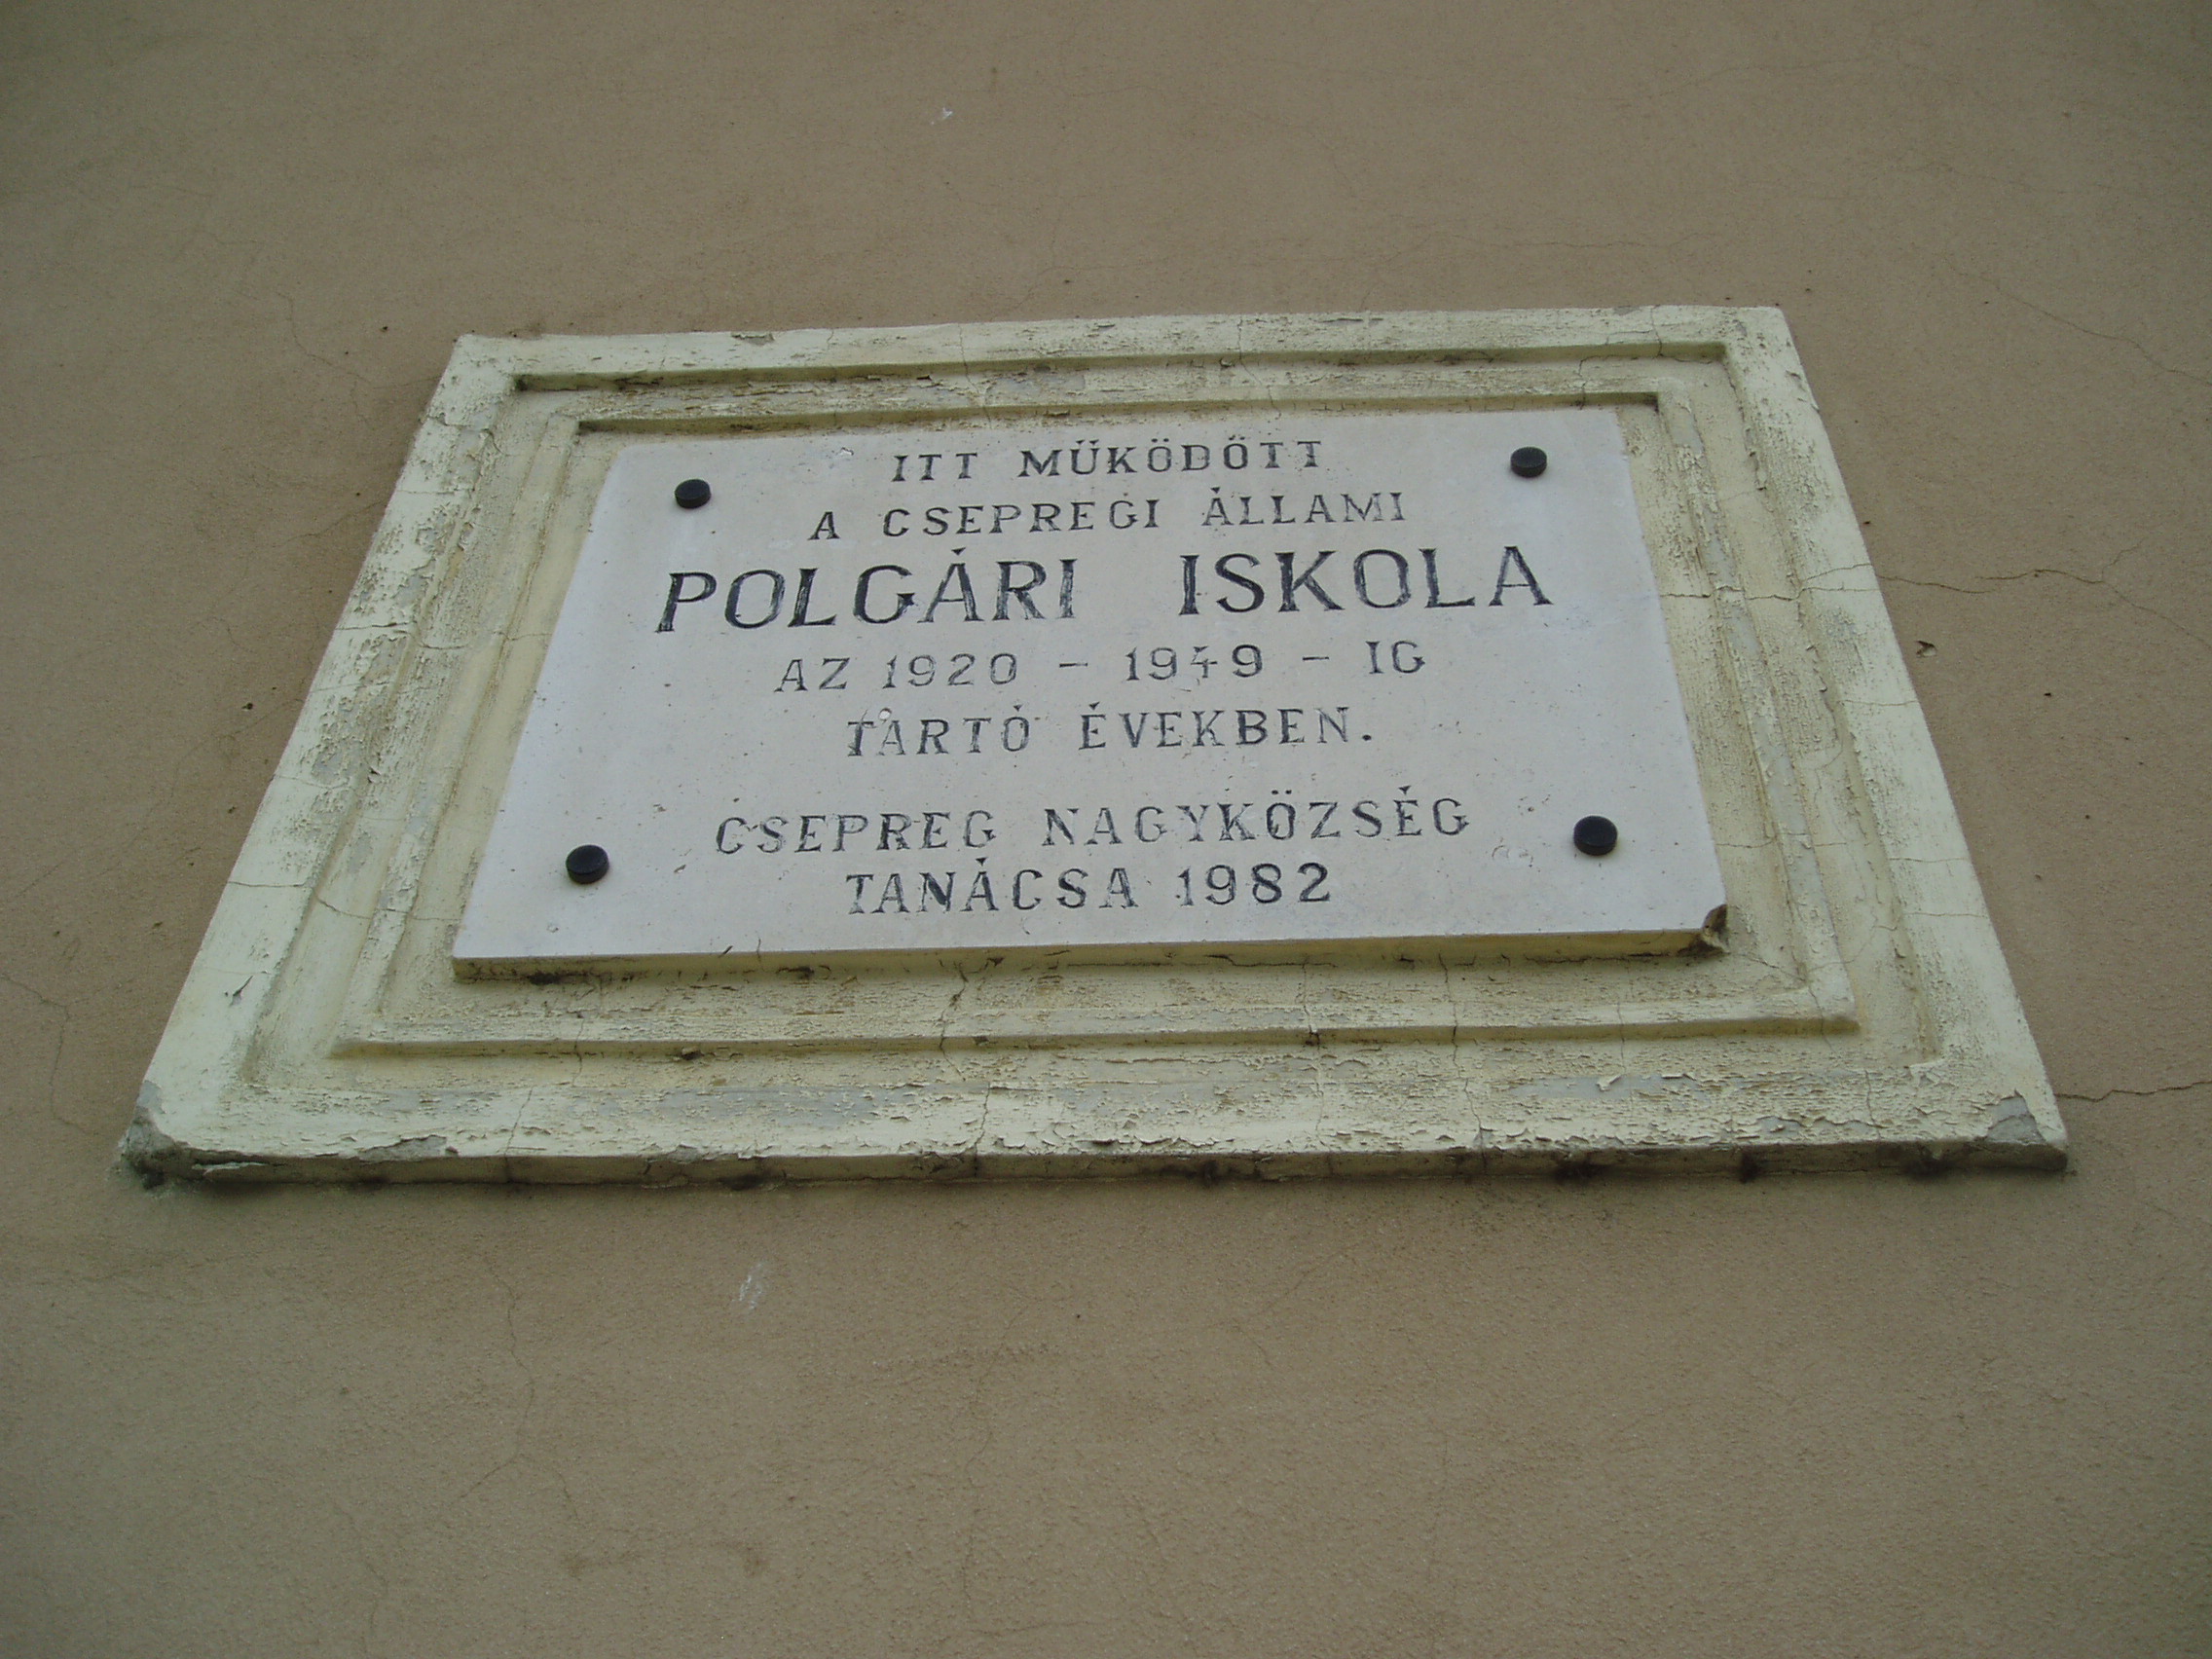 ITT MŰKÖDÖTT
A CSEPREGI ÁLLAMI
POLGÁRI ISKOLA
AZ 1920 - 1949 - IG
TARTÓ ÉVEKBEN.
CSEPREG NAGYKÖZSÉG
TANÁCSA 1982